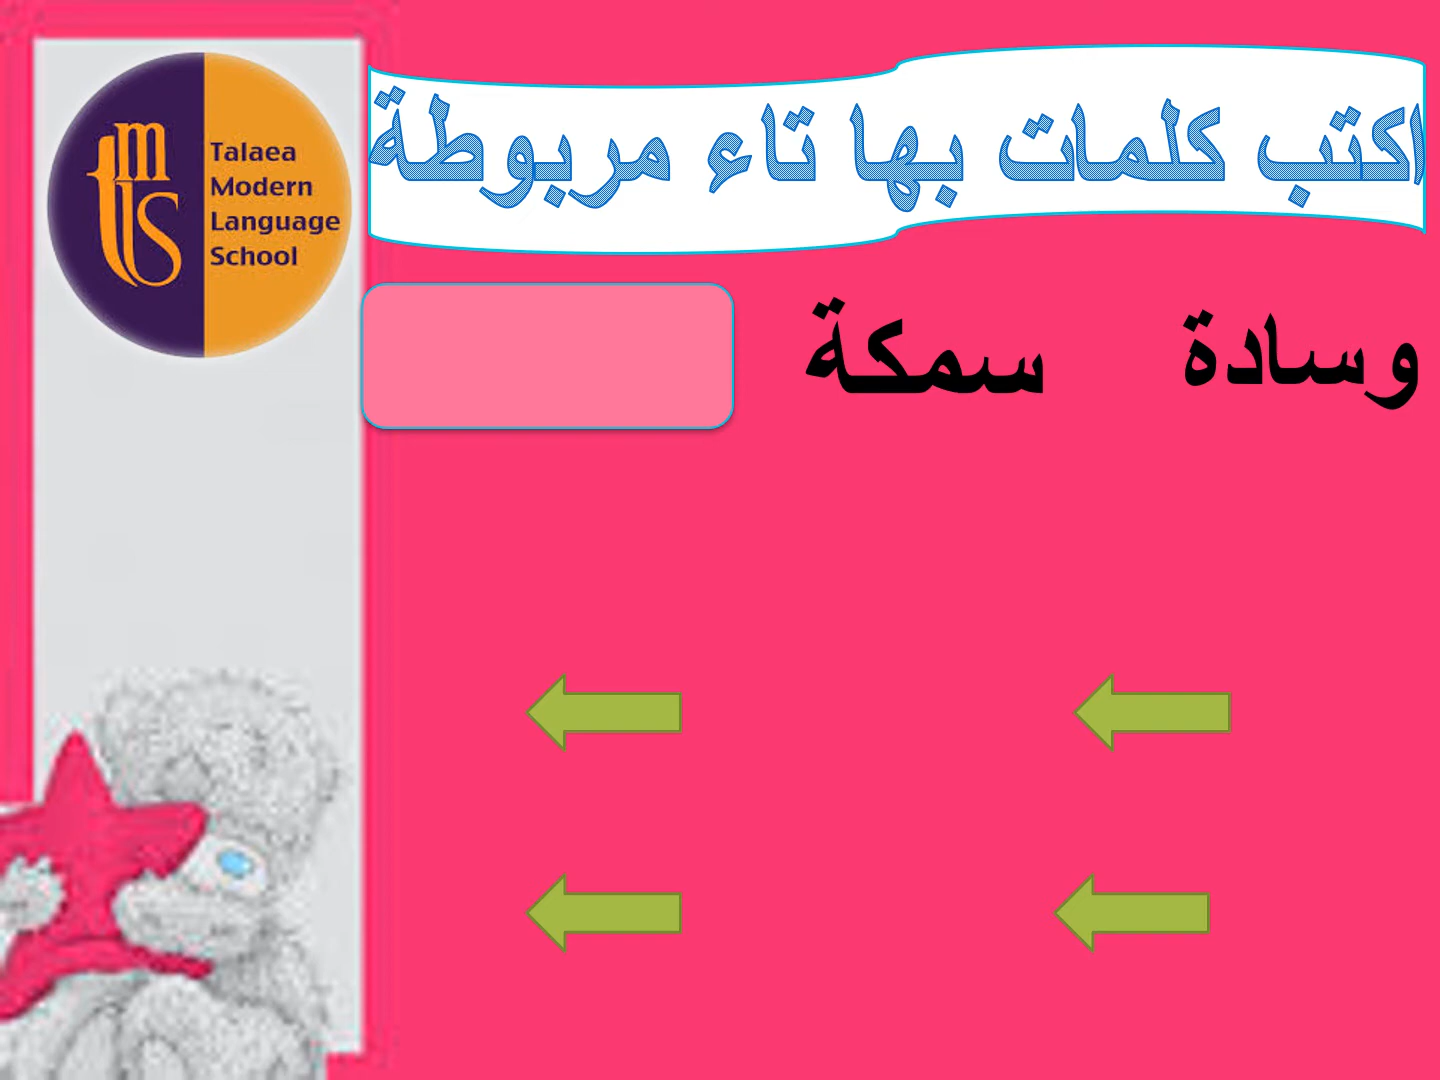 Talaea
Modern
Language
School
اكتب كلمات بها تاء مربوطة
وسادة سمكة